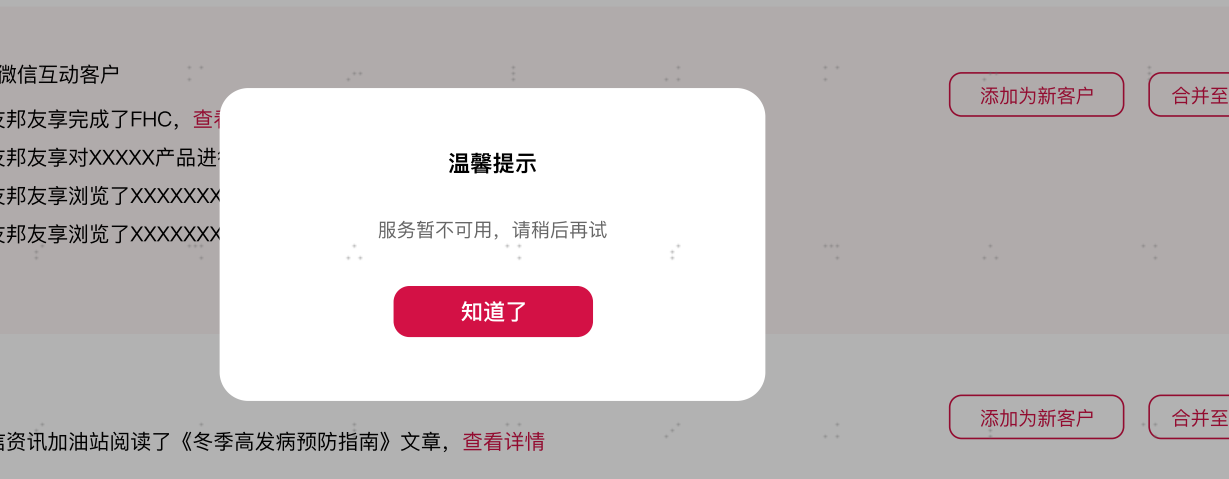 微信互动客户
添加为新客户
合并至
友邦友享完成了FHC，查
友邦友享对XXXXX产品进
友邦友享浏览了XXXXXXX
友邦友享浏览了XXXXXXX
温馨提示
服务暂不可用，请稍后再试
知道了
添加为新客户
合并至
信资讯加油站阅读了《冬季高发病预防指南》文章，查看详情